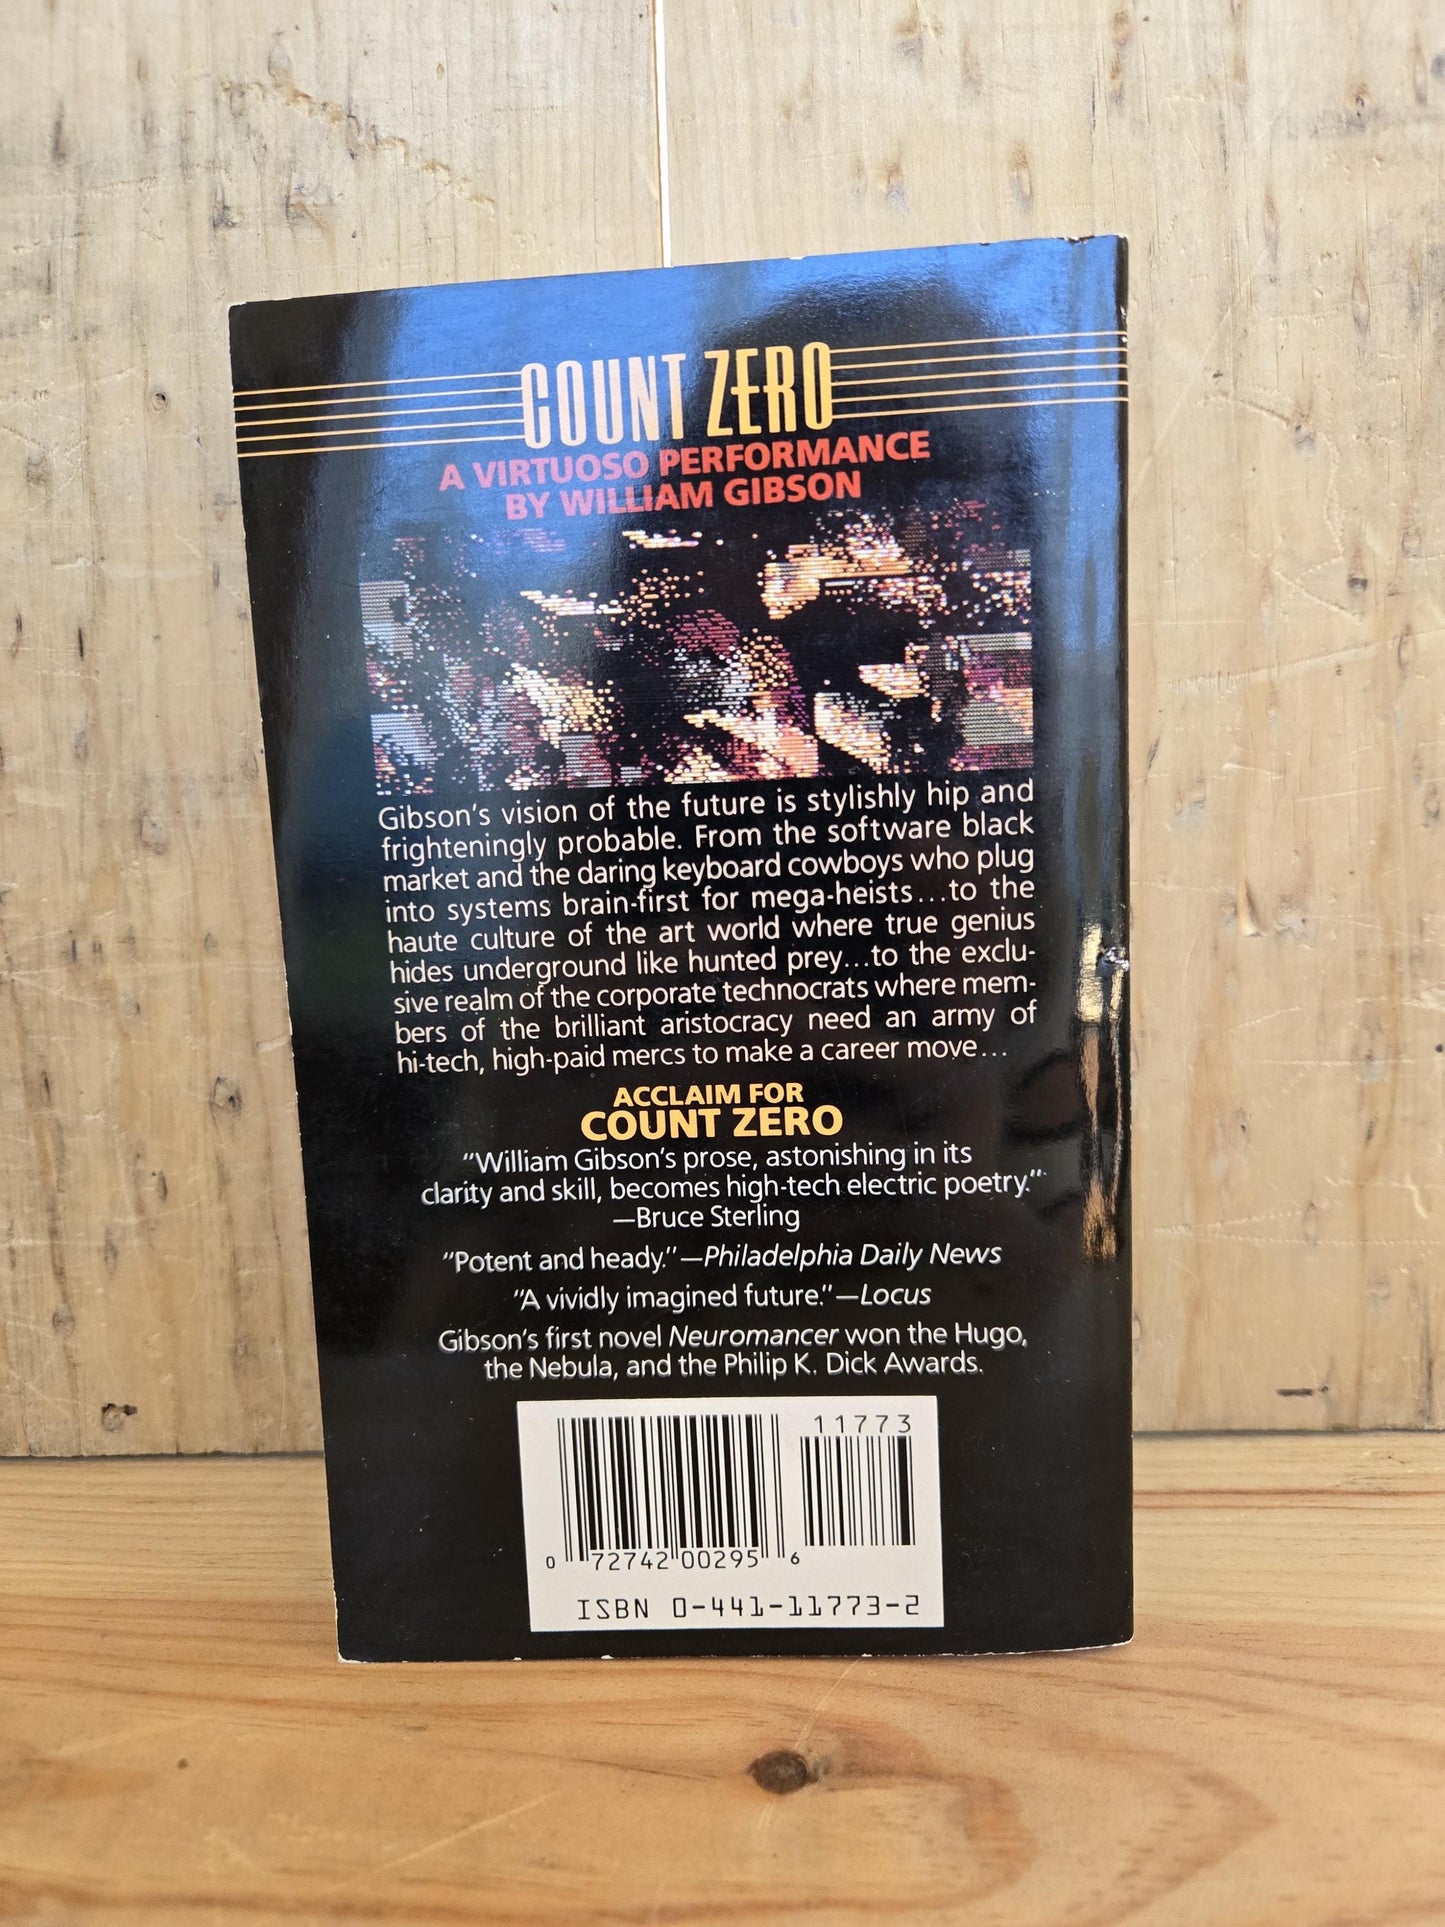 COUNT ZERO
A VIRTUOSO PERFORMANCE
BY WILLIAM GIBSON
Gibson's vision of the future is stylishly hip and
frighteningly probable. From the software black
market and the daring keyboard cowboys who plug
into systems brain-first for mega-heists...to the
haute culture of the art world where true genius
hides underground like hunted prey...to the exclu-
sive realm of the corporate technocrats where mem-
bers of the brilliant aristocracy need an army of
hi-tech, high-paid mercs to make a career move...
ACCLAIM FOR
COUNT ZERO
"William Gibson's prose, astonishing in its
clarity and skill, becomes high-tech electric poetry."
—Bruce Sterling
"Potent and heady."—Philadelphia Daily News
"A vividly imagined future."—Locus
Gibson's first novel Neuromancer won the Hugo,
the Nebula, and the Philip K. Dick Awards.
11773
0 72742 00295 6
ISBN 0-441-11773-2